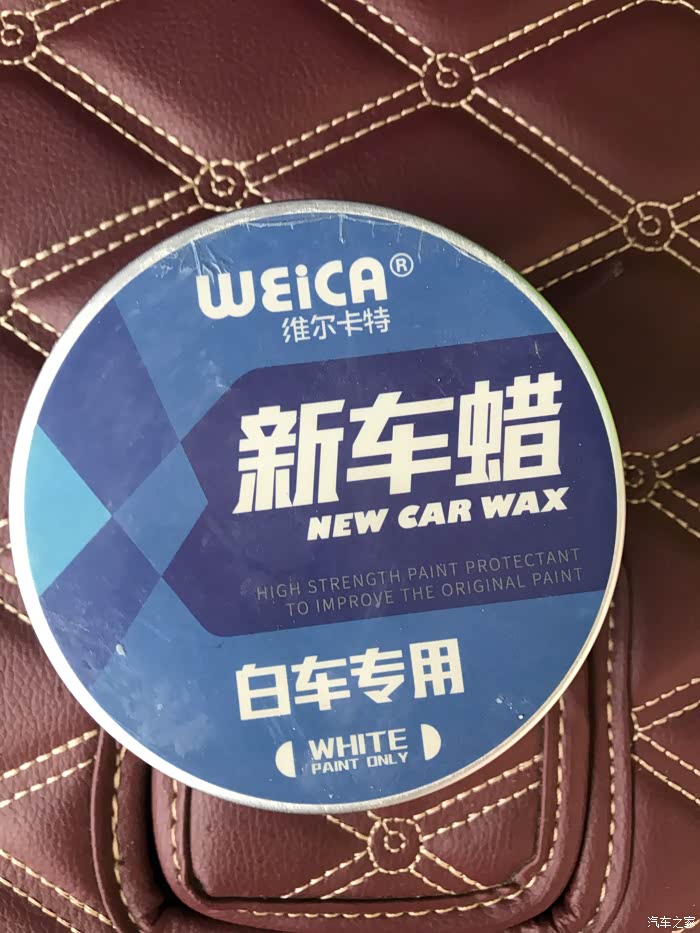 WEiCA®
维尔卡特
新车蜡
NEW CAR WAX
HIGH STRENGTH PAINT PROTECTANT
TO IMPROVE THE ORIGINAL PAINT
白车专用
WHITE
PAINT ONLY
汽车之家